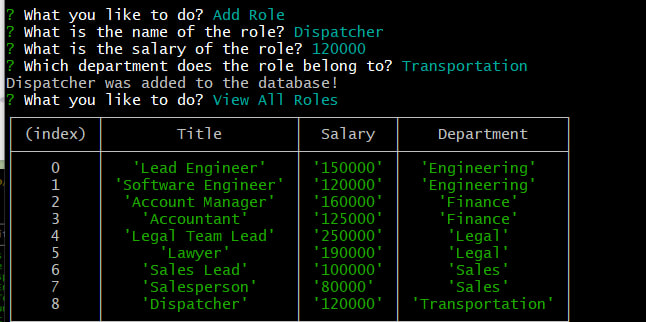 ? What you like to do? Add Role
? What is the name of the role? Dispatcher
? What is the salary of the role? 120000
? Which department does the role belong to? Transportation
Dispatcher was added to the database!
? What you like to do? View All Roles
(index) Title Salary Department
0 'Lead Engineer' '150000' 'Engineering'
1 'Software Engineer' '120000' 'Engineering'
2 'Account Manager' '160000' 'Finance'
3 'Accountant' '125000' 'Finance'
4 'Legal Team Lead' '250000' 'Legal'
5 'Lawyer' '190000' 'Legal'
6 'Sales Lead' '100000' 'Sales'
7 'Salesperson' '80000' 'Sales'
8 'Dispatcher' '120000' 'Transportation'